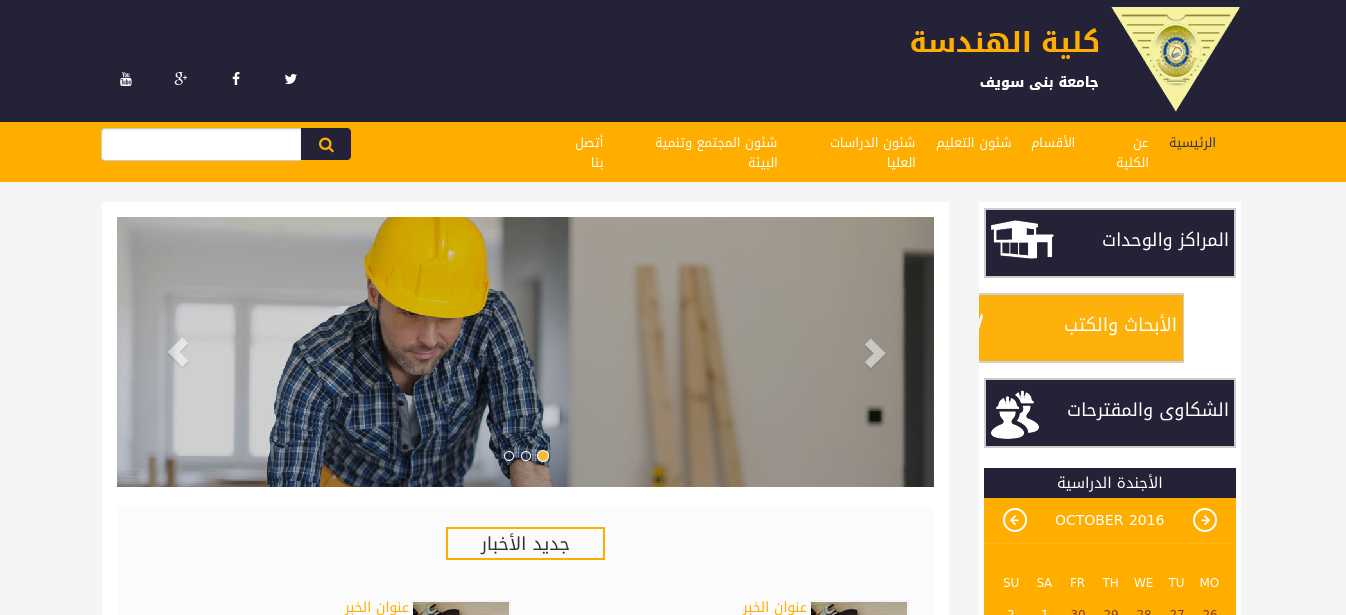 كلية الهندسة
جامعة بنى سويف
الرئيسية
عن الكلية
الأقسام
شئون التعليم
شئون الدراسات العليا
شئون المجتمع وتنمية البيئة
أتصل بنا
المراكز والوحدات
الأبحاث والكتب
الشكاوى والمقترحات
الأجندة الدراسية
OCTOBER 2016
SU SA FR TH WE TU MO
2 1 30 29 28 27 26
جديد الأخبار
عنوان الخبر
عنوان الخبر